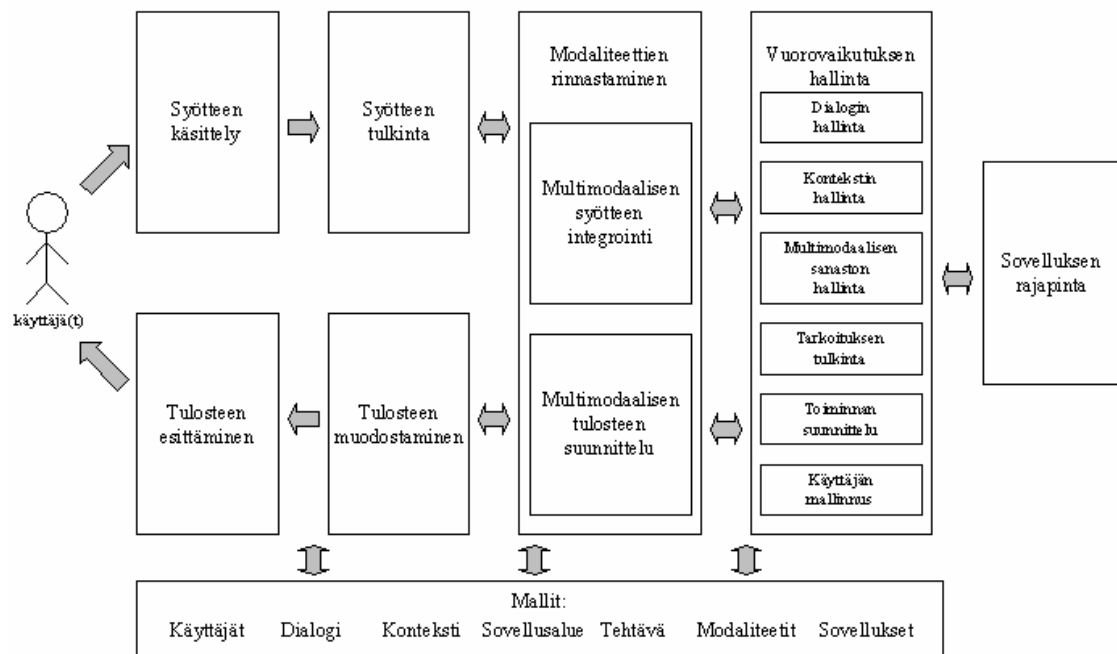 Syötteen
käsittely
Syötteen
tulkinta
Modaliteettien
rinnastaminen
Multimodaalisen
syötteen
integrointi
Vuorovaikutuksen
hallinta
Dialogin
hallinta
Kontekstin
hallinta
Multimodaalisen
sanaston
hallinta
Tarkoituksen
tulkinta
Toiminnan
suunnittelu
Käyttäjän
mallinnus
Sovelluksen
rajapinta
käyttäjä(t)
Tulosteen
esittäminen
Tulosteen
muodostaminen
Multimodaalisen
tulosteen
suunnittelu
Mallit:
Käyttäjät Dialogi Konteksti Sovellusalue Tehtävä Modaliteetit Sovellukset